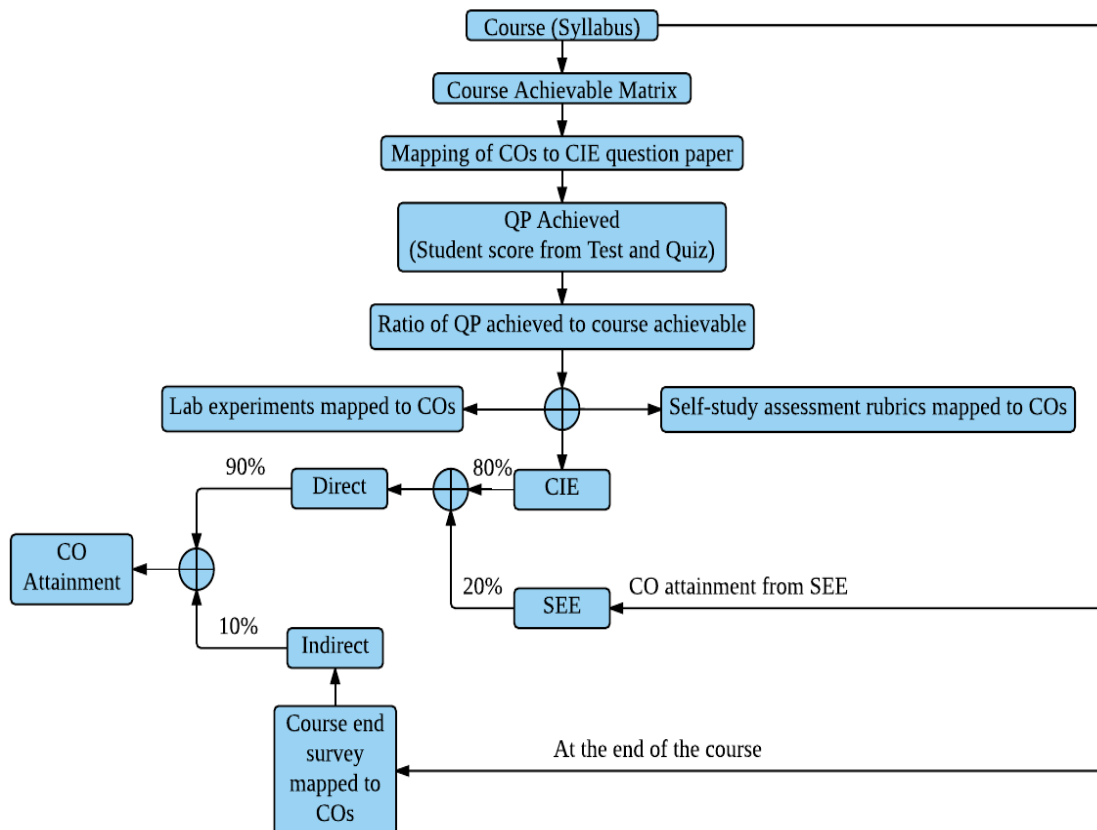 Course (Syllabus)
Course Achievable Matrix
Mapping of COs to CIE question paper
QP Achieved
(Student score from Test and Quiz)
Ratio of QP achieved to course achievable
Lab experiments mapped to COs
Self-study assessment rubrics mapped to COs
90%
Direct
80%
CIE
CO
Attainment
20%
SEE
CO attainment from SEE
10%
Indirect
Course end
survey
mapped to
COs
At the end of the course